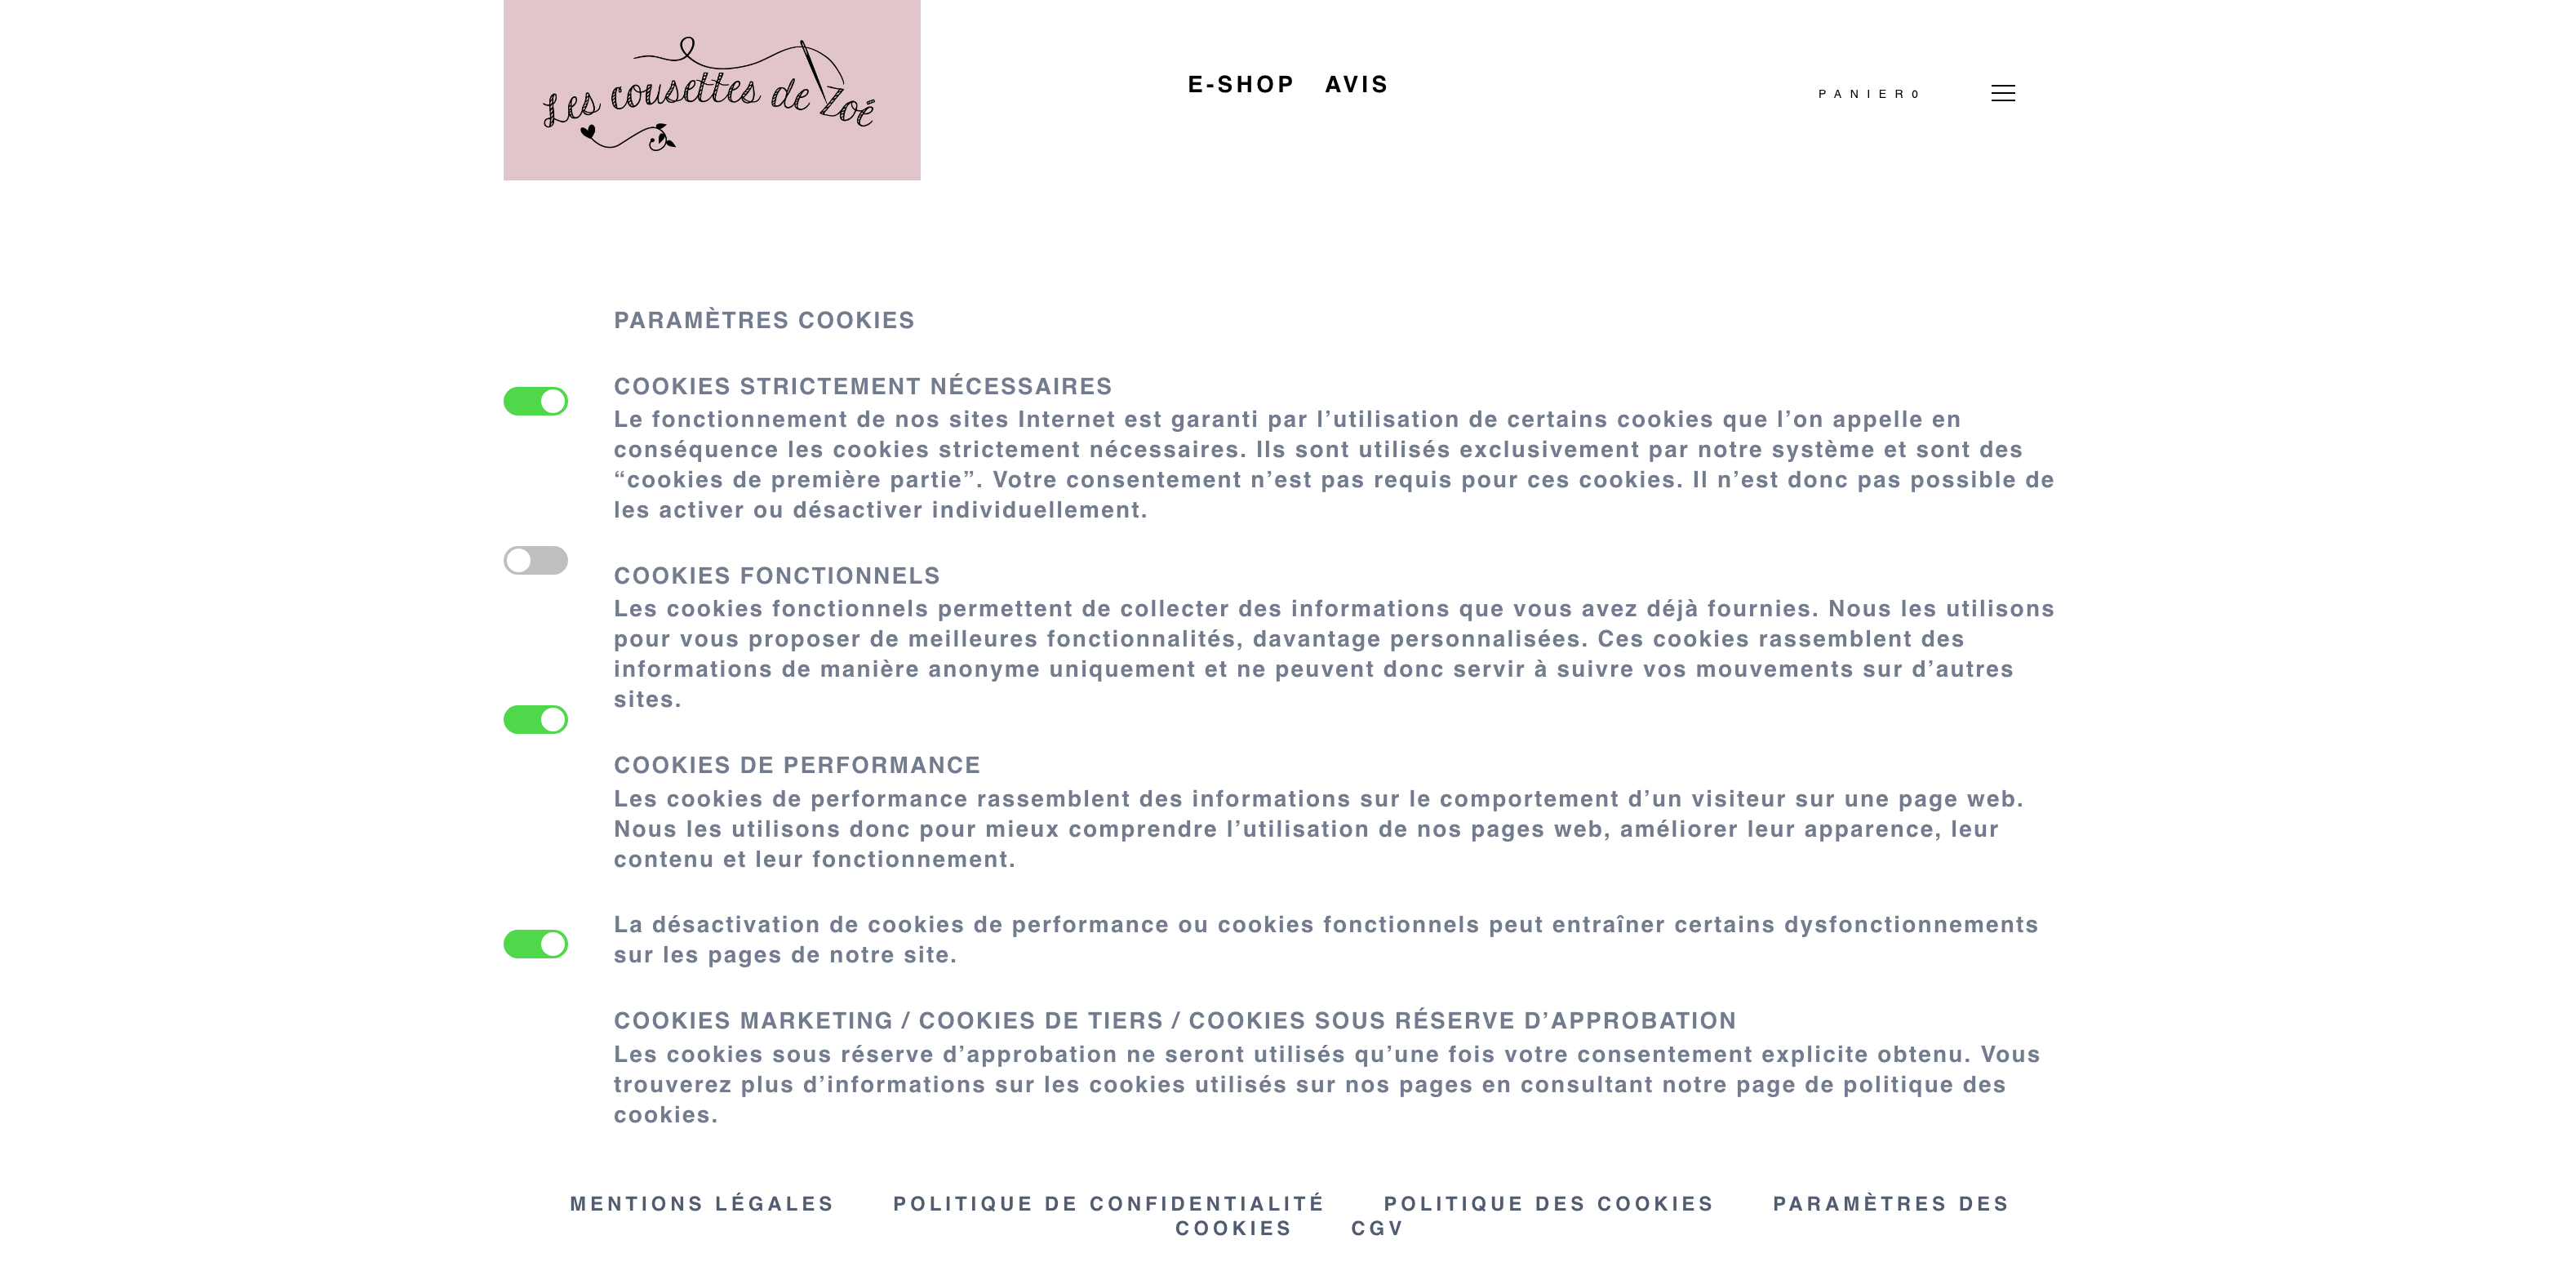 Les cousettes de Zoé
E-SHOP AVIS
PANIER0
PARAMÈTRES COOKIES
COOKIES STRICTEMENT NÉCESSAIRES
Le fonctionnement de nos sites Internet est garanti par l’utilisation de certains cookies que l’on appelle en
conséquence les cookies strictement nécessaires. Ils sont utilisés exclusivement par notre système et sont des
“cookies de première partie”. Votre consentement n’est pas requis pour ces cookies. Il n’est donc pas possible de
les activer ou désactiver individuellement.
COOKIES FONCTIONNELS
Les cookies fonctionnels permettent de collecter des informations que vous avez déjà fournies. Nous les utilisons
pour vous proposer de meilleures fonctionnalités, davantage personnalisées. Ces cookies rassemblent des
informations de manière anonyme uniquement et ne peuvent donc servir à suivre vos mouvements sur d’autres
sites.
COOKIES DE PERFORMANCE
Les cookies de performance rassemblent des informations sur le comportement d’un visiteur sur une page web.
Nous les utilisons donc pour mieux comprendre l’utilisation de nos pages web, améliorer leur apparence, leur
contenu et leur fonctionnement.
La désactivation de cookies de performance ou cookies fonctionnels peut entraîner certains dysfonctionnements
sur les pages de notre site.
COOKIES MARKETING / COOKIES DE TIERS / COOKIES SOUS RÉSERVE D’APPROBATION
Les cookies sous réserve d’approbation ne seront utilisés qu’une fois votre consentement explicite obtenu. Vous
trouverez plus d’informations sur les cookies utilisés sur nos pages en consultant notre page de politique des
cookies.
MENTIONS LÉGALES POLITIQUE DE CONFIDENTIALITÉ POLITIQUE DES COOKIES PARAMÈTRES DES
COOKIES CGV